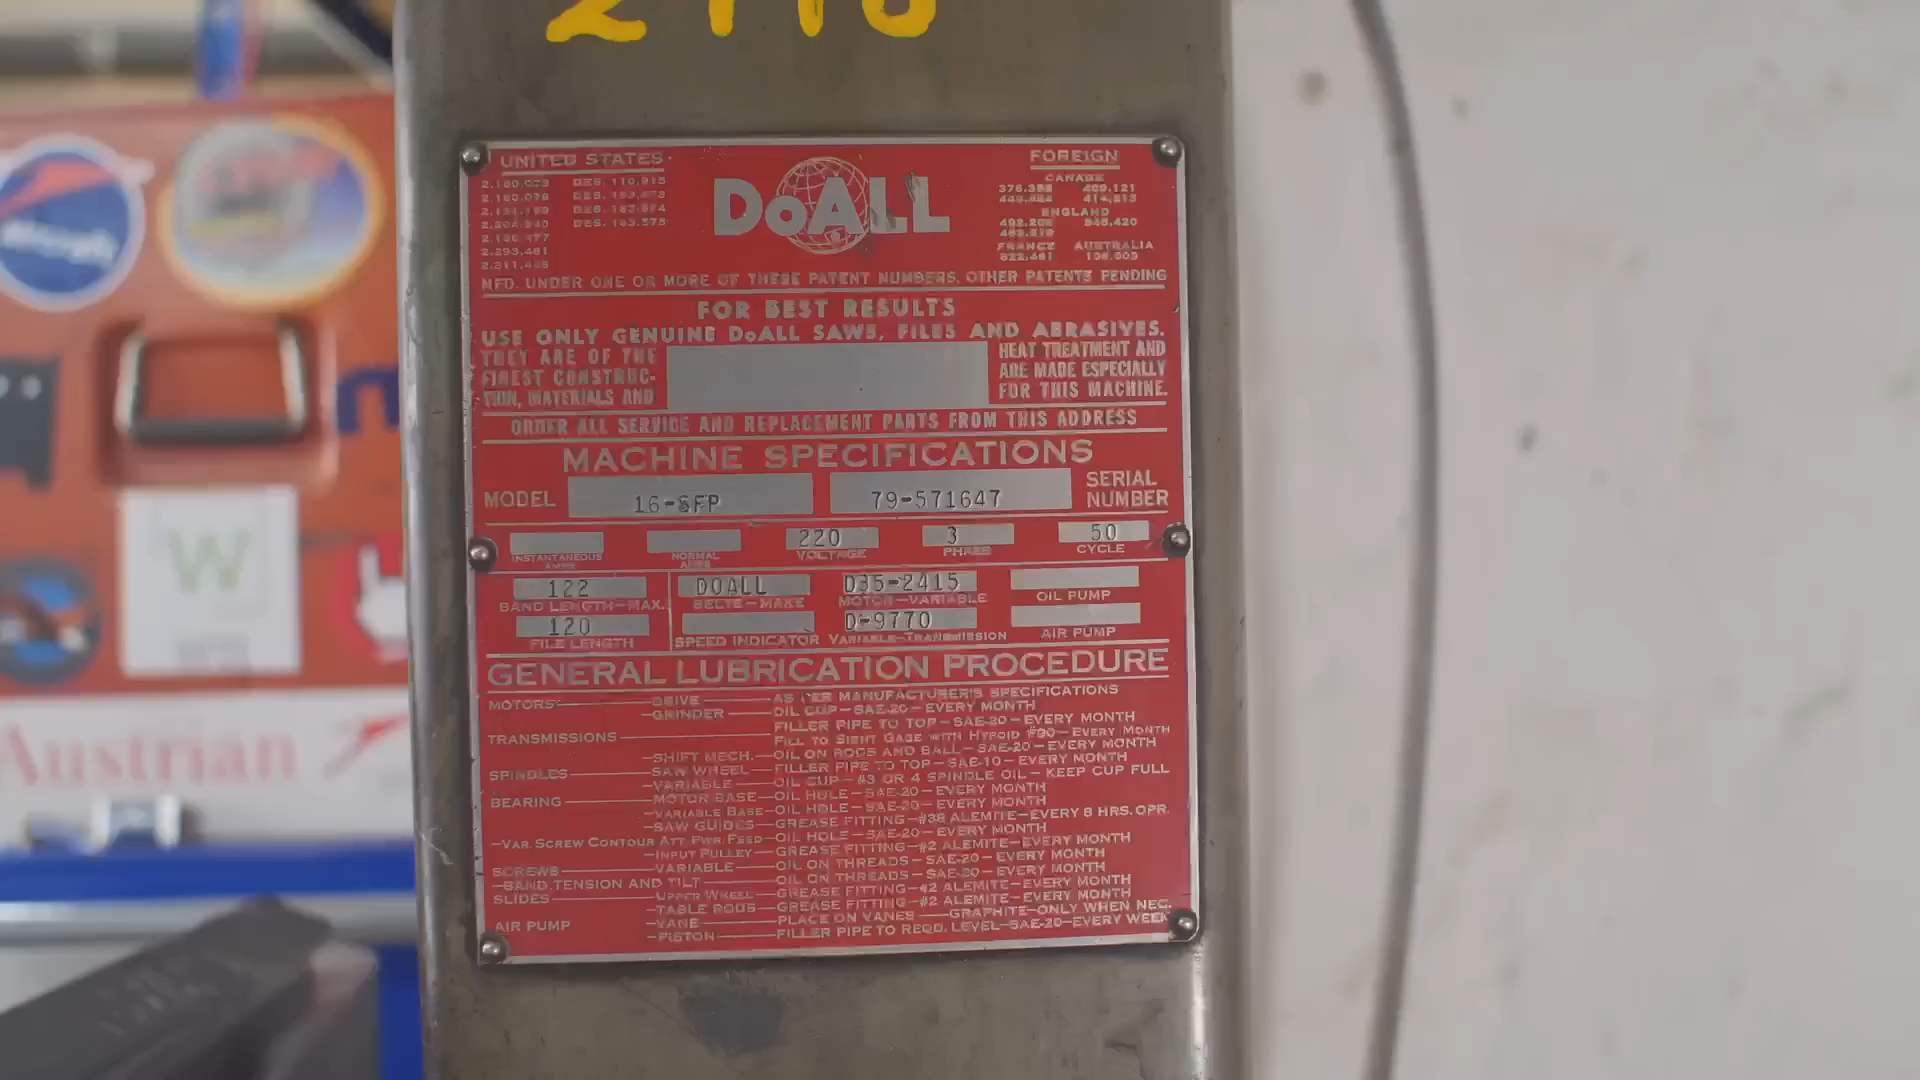 UNITED STATES
DES. 110,915
DoALL
FOREIGN
CANADA
409,121
414,213
ENGLAND
FRANCE AUSTRALIA
2,293,461
MFD. UNDER ONE OR MORE OF THESE PATENT NUMBERS, OTHER PATENTS PENDING
FOR BEST RESULTS
USE ONLY GENUINE DoALL SAWS, FILES AND ABRASIVES.
THEY ARE OF THE
FINEST CONSTRUC-
TION, MATERIALS AND
HEAT TREATMENT AND
ARE MADE ESPECIALLY
FOR THIS MACHINE.
ORDER ALL SERVICE AND REPLACEMENT PARTS FROM THIS ADDRESS
MACHINE SPECIFICATIONS
MODEL 16-SFP 79-571647 SERIAL NUMBER
INSTANTANEOUS AMPS NORMAL AMPS 220 VOLTAGE 3 PHASE 50 CYCLE
122 DOALL D35-2415
BAND LENGTH-MAX. BELTS-MAKE MOTOR-VARIABLE OIL PUMP
120 D-9770
FILE LENGTH SPEED INDICATOR VARIABLE-TRANSMISSION AIR PUMP
GENERAL LUBRICATION PROCEDURE
MOTORS — DRIVE — AS PER MANUFACTURER'S SPECIFICATIONS
— GRINDER — OIL CUP-SAE-20-EVERY MONTH
TRANSMISSIONS — FILLER PIPE TO TOP-SAE-20-EVERY MONTH
FILL TO SIGHT GAGE WITH HYPOID #90-EVERY MONTH
— SHIFT MECH. — OIL ON RODS AND BALL-SAE-20-EVERY MONTH
SPINDLES — SAW WHEEL — FILLER PIPE TO TOP-SAE-10-EVERY MONTH
— VARIABLE — OIL CUP-#3 OR 4 SPINDLE OIL-KEEP CUP FULL
BEARING — MOTOR BASE — OIL HOLE-SAE-20-EVERY MONTH
— VARIABLE BASE — OIL HOLE-SAE-20-EVERY MONTH
— SAW GUIDES — GREASE FITTING-#38 ALEMITE-EVERY 8 HRS. OPR.
— VAR. SCREW CONTOUR ATT. PWR. FEED — OIL HOLE-SAE-20-EVERY MONTH
— INPUT PULLEY — GREASE FITTING-#2 ALEMITE-EVERY MONTH
SCREWS — VARIABLE — OIL ON THREADS-SAE-20-EVERY MONTH
— BAND TENSION AND TILT — OIL ON THREADS-SAE-20-EVERY MONTH
SLIDES — UPPER WHEEL — GREASE FITTING-#2 ALEMITE-EVERY MONTH
— TABLE RODS — GREASE FITTING-#2 ALEMITE-EVERY MONTH
AIR PUMP — VANE — PLACE ON VANES — GRAPHITE-ONLY WHEN NEC.
— PISTON — FILLER PIPE TO REQD. LEVEL-SAE-20-EVERY WEEK
W
Austrian